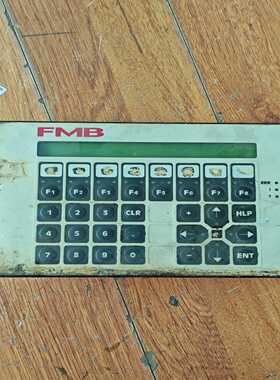 FMB
F1 F2 F3 F4 F5 F6 F7 F8
1 2 3 CLR + HLP
4 5 6
7 8 9 0 - ENT